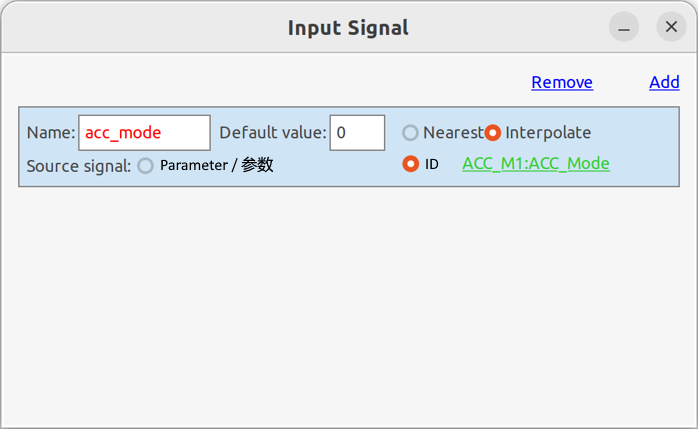 Input Signal
Remove Add
Name: acc_mode Default value: 0 Nearest Interpolate
Source signal: Parameter / 参数 ID ACC_M1:ACC_Mode